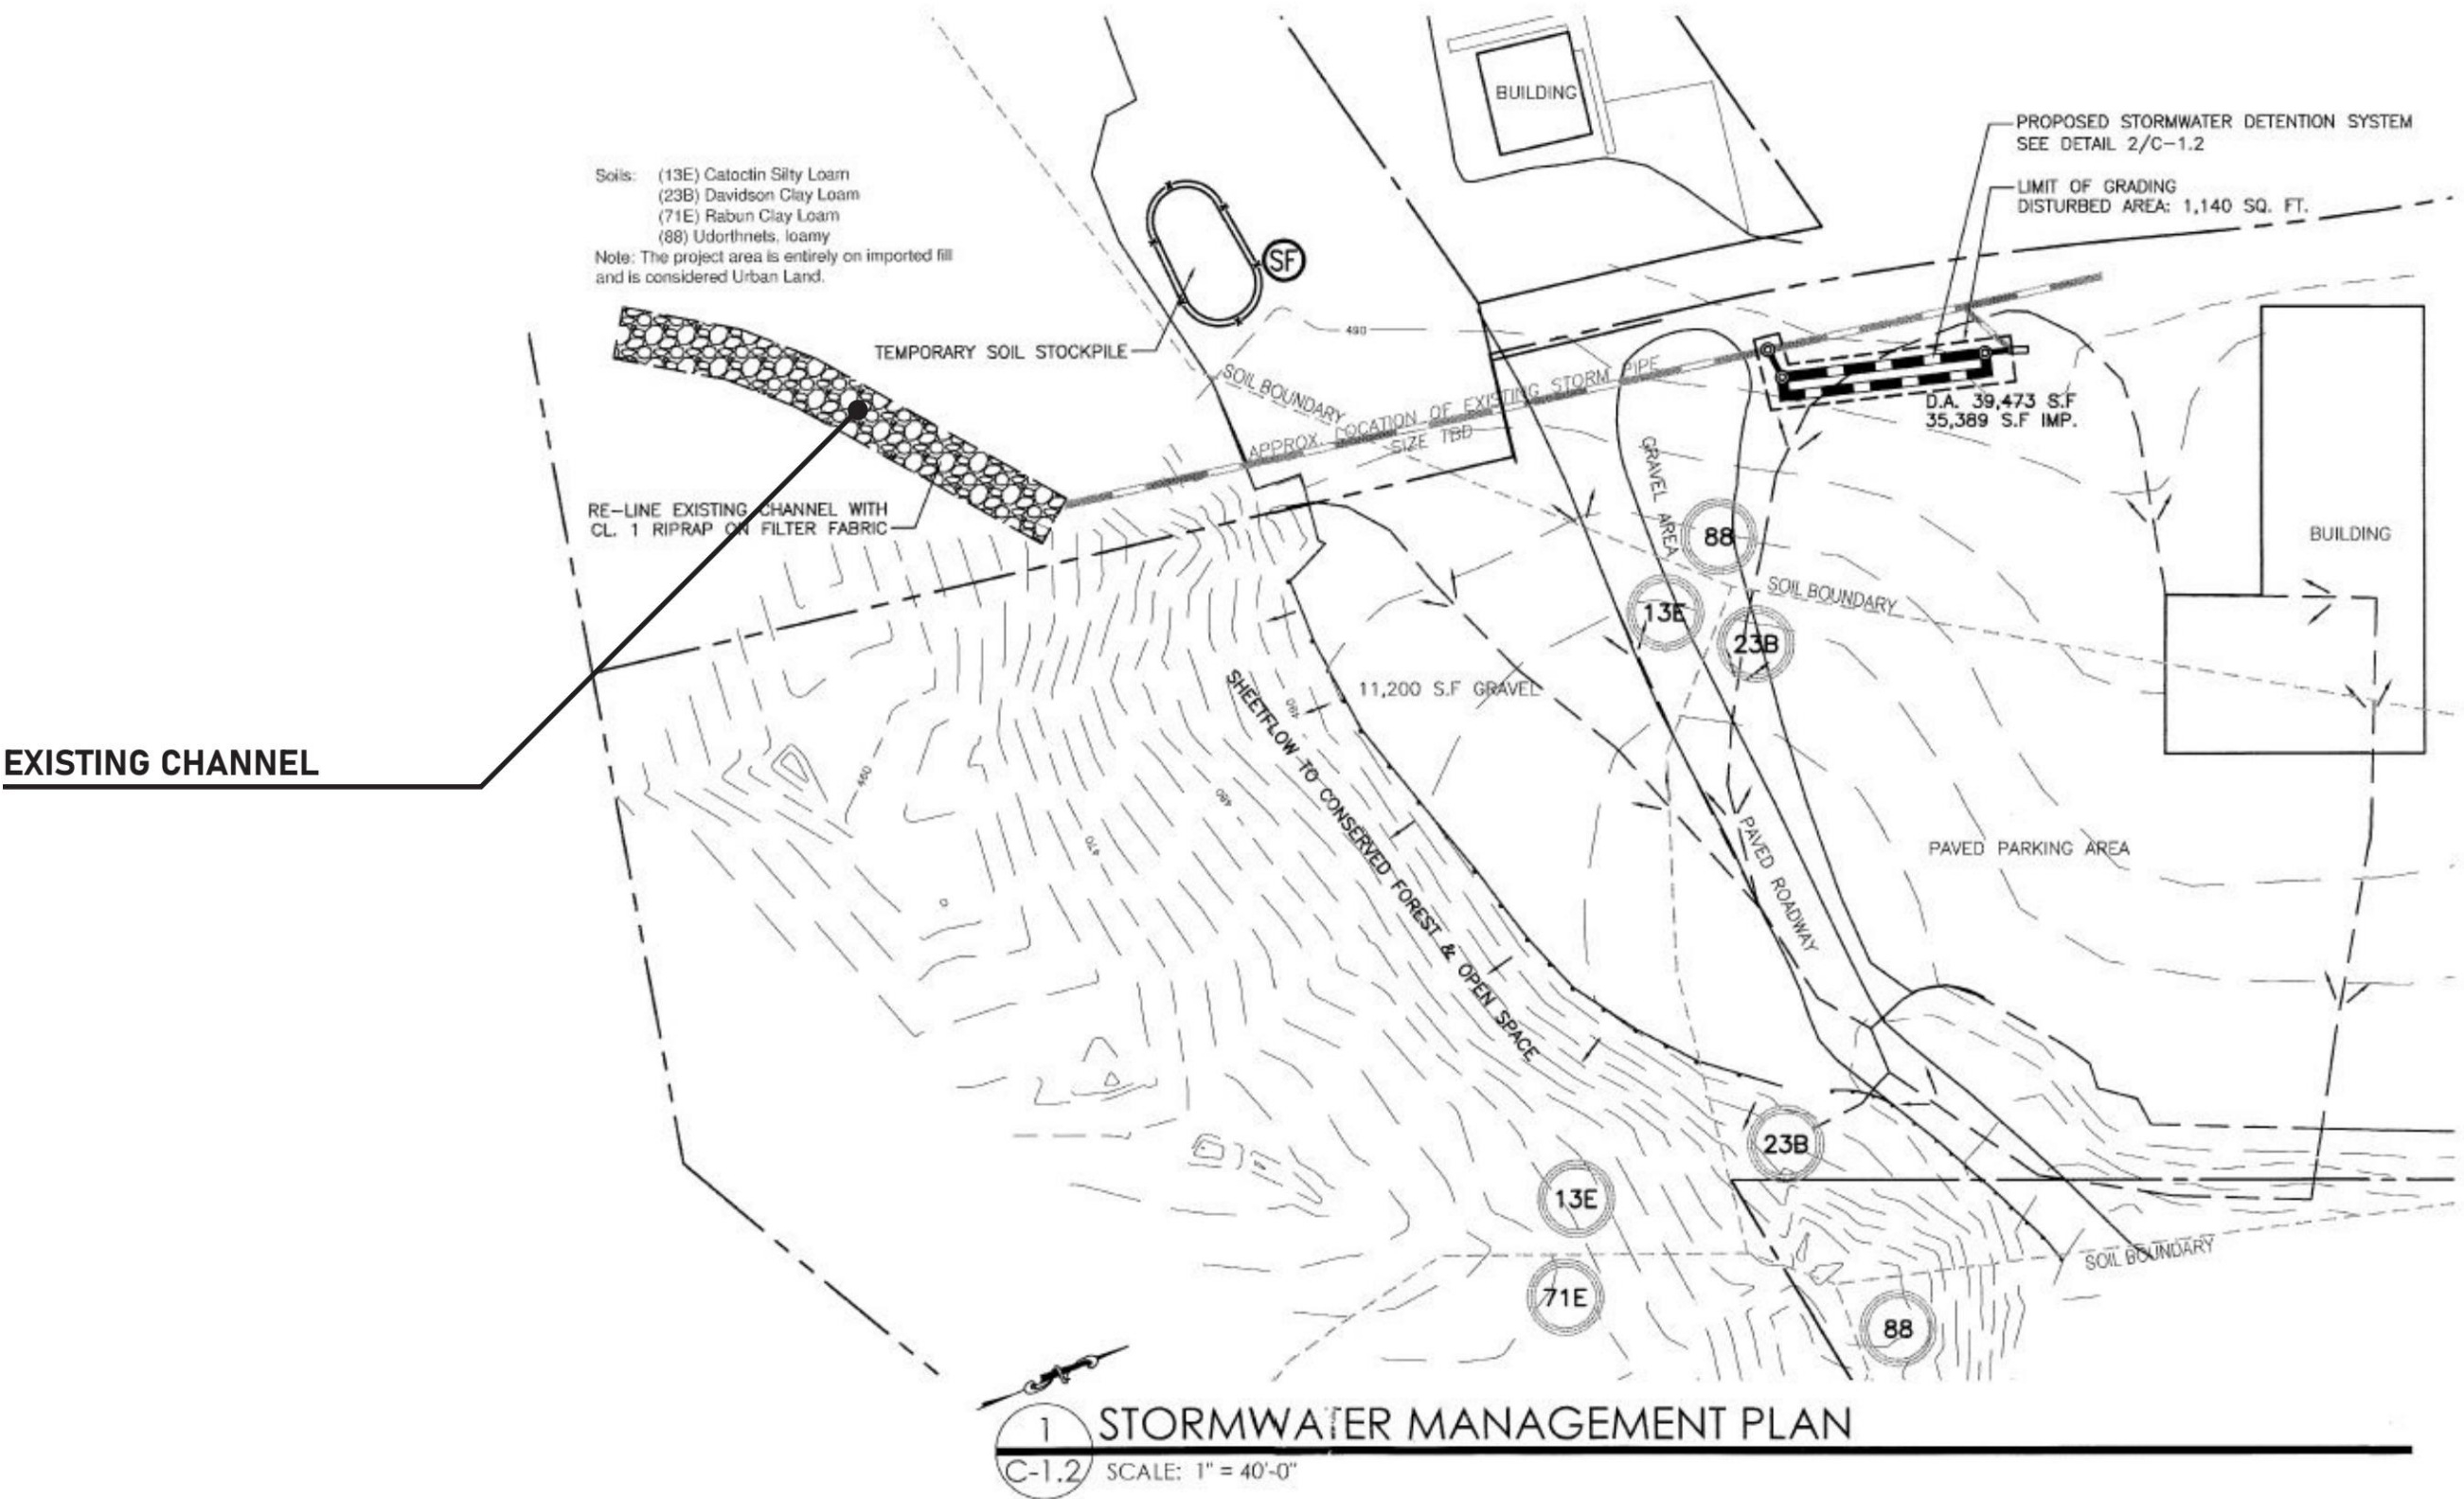 BUILDING
PROPOSED STORMWATER DETENTION SYSTEM
SEE DETAIL 2/C-1.2
LIMIT OF GRADING
DISTURBED AREA: 1,140 SQ. FT.
Soils: (13E) Catoctin Silty Loam
(23B) Davidson Clay Loam
(71E) Rabun Clay Loam
(88) Udorthnets, loamy
Note: The project area is entirely on imported fill
and is considered Urban Land.
SF
TEMPORARY SOIL STOCKPILE
490
SOIL BOUNDARY
APPROX. LOCATION OF EXISTING STORM PIPE
SIZE TBD
D.A. 39,473 S.F
35,389 S.F IMP.
RE-LINE EXISTING CHANNEL WITH
CL. 1 RIPRAP ON FILTER FABRIC
GRAVEL AREA
88
BUILDING
13E
23B
SOIL BOUNDARY
11,200 S.F GRAVEL
490
SHEETFLOW TO CONSERVED FOREST & OPEN SPACE
EXISTING CHANNEL
460
480
470
PAVED ROADWAY
PAVED PARKING AREA
23B
13E
71E
SOIL BOUNDARY
88
1
C-1.2
STORMWATER MANAGEMENT PLAN
SCALE: 1" = 40'-0"